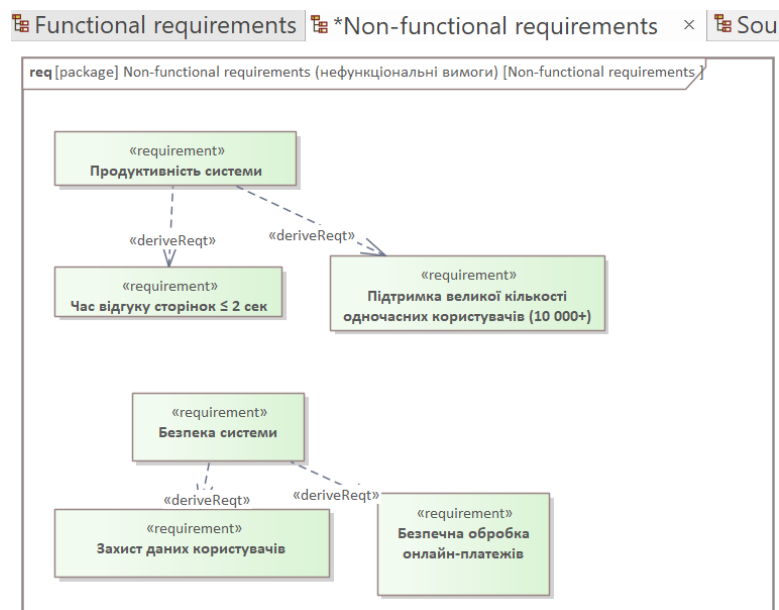 Functional requirements *Non-functional requirements × Sou
req [package] Non-functional requirements (нефункціональні вимоги) [Non-functional requirements ]
«requirement»
Продуктивність системи
«deriveReqt»
«deriveReqt»
«requirement»
Час відгуку сторінок ≤ 2 сек
«requirement»
Підтримка великої кількості
одночасних користувачів (10 000+)
«requirement»
Безпека системи
«deriveReqt»
«deriveReqt»
«requirement»
Захист даних користувачів
«requirement»
Безпечна обробка
онлайн-платежів